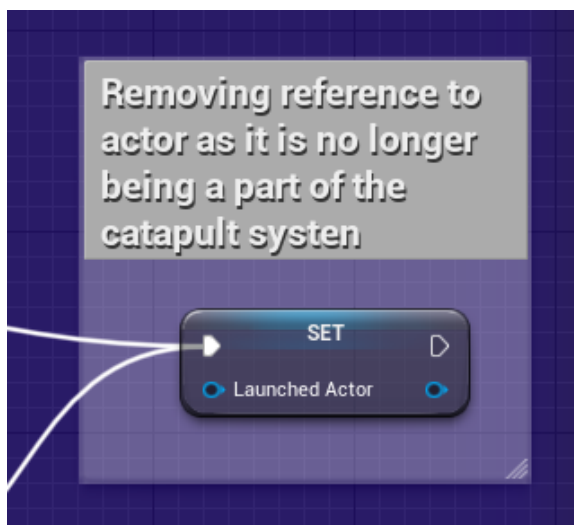 Removing reference to
actor as it is no longer
being a part of the
catapult systen
SET
Launched Actor